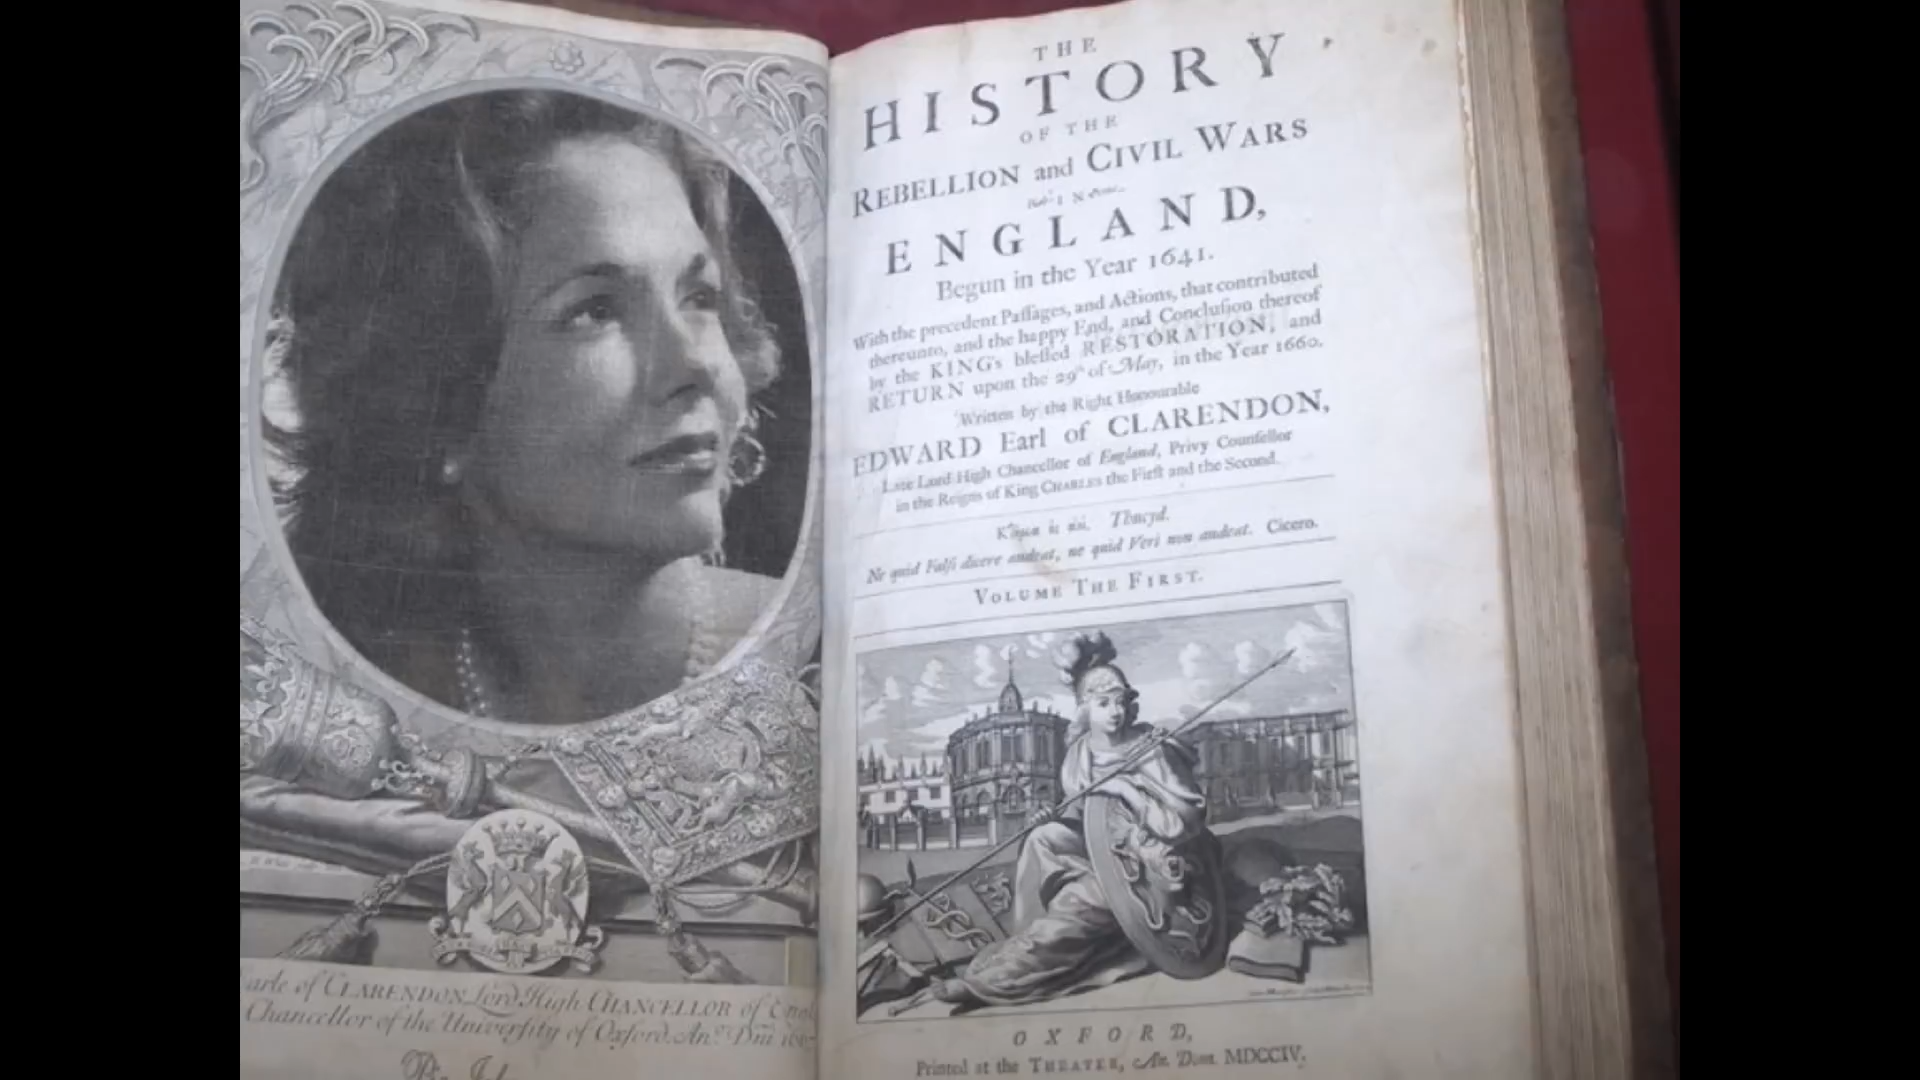 THE
HISTORY
OF THE
REBELLION and CIVIL WARS
IN
ENGLAND,
Begun in the Year 1641.
With the precedent Paſſages, and Actions, that contributed
thereunto, and the happy End, and Concluſion thereof
by the KING's bleſſed RESTORATION, and
RETURN upon the 29th of May, in the Year 1660.
Written by the Right Honourable
EDWARD Earl of CLARENDON,
Late Lord High Chancellor of England, Privy Counſellor
in the Reigns of King CHARLES the Firſt and the Second.
Thucyd.
Ne quid Falſi dicere audeat, ne quid Veri non audeat. Cicero.
VOLUME THE FIRST.
OXFORD,
Printed at the THEATER, An. Dom. MDCCIV.
arle of CLARENDON Lord High CHANCELLOR of
Chancellor of the Univerſity of Oxford. An.o Dni